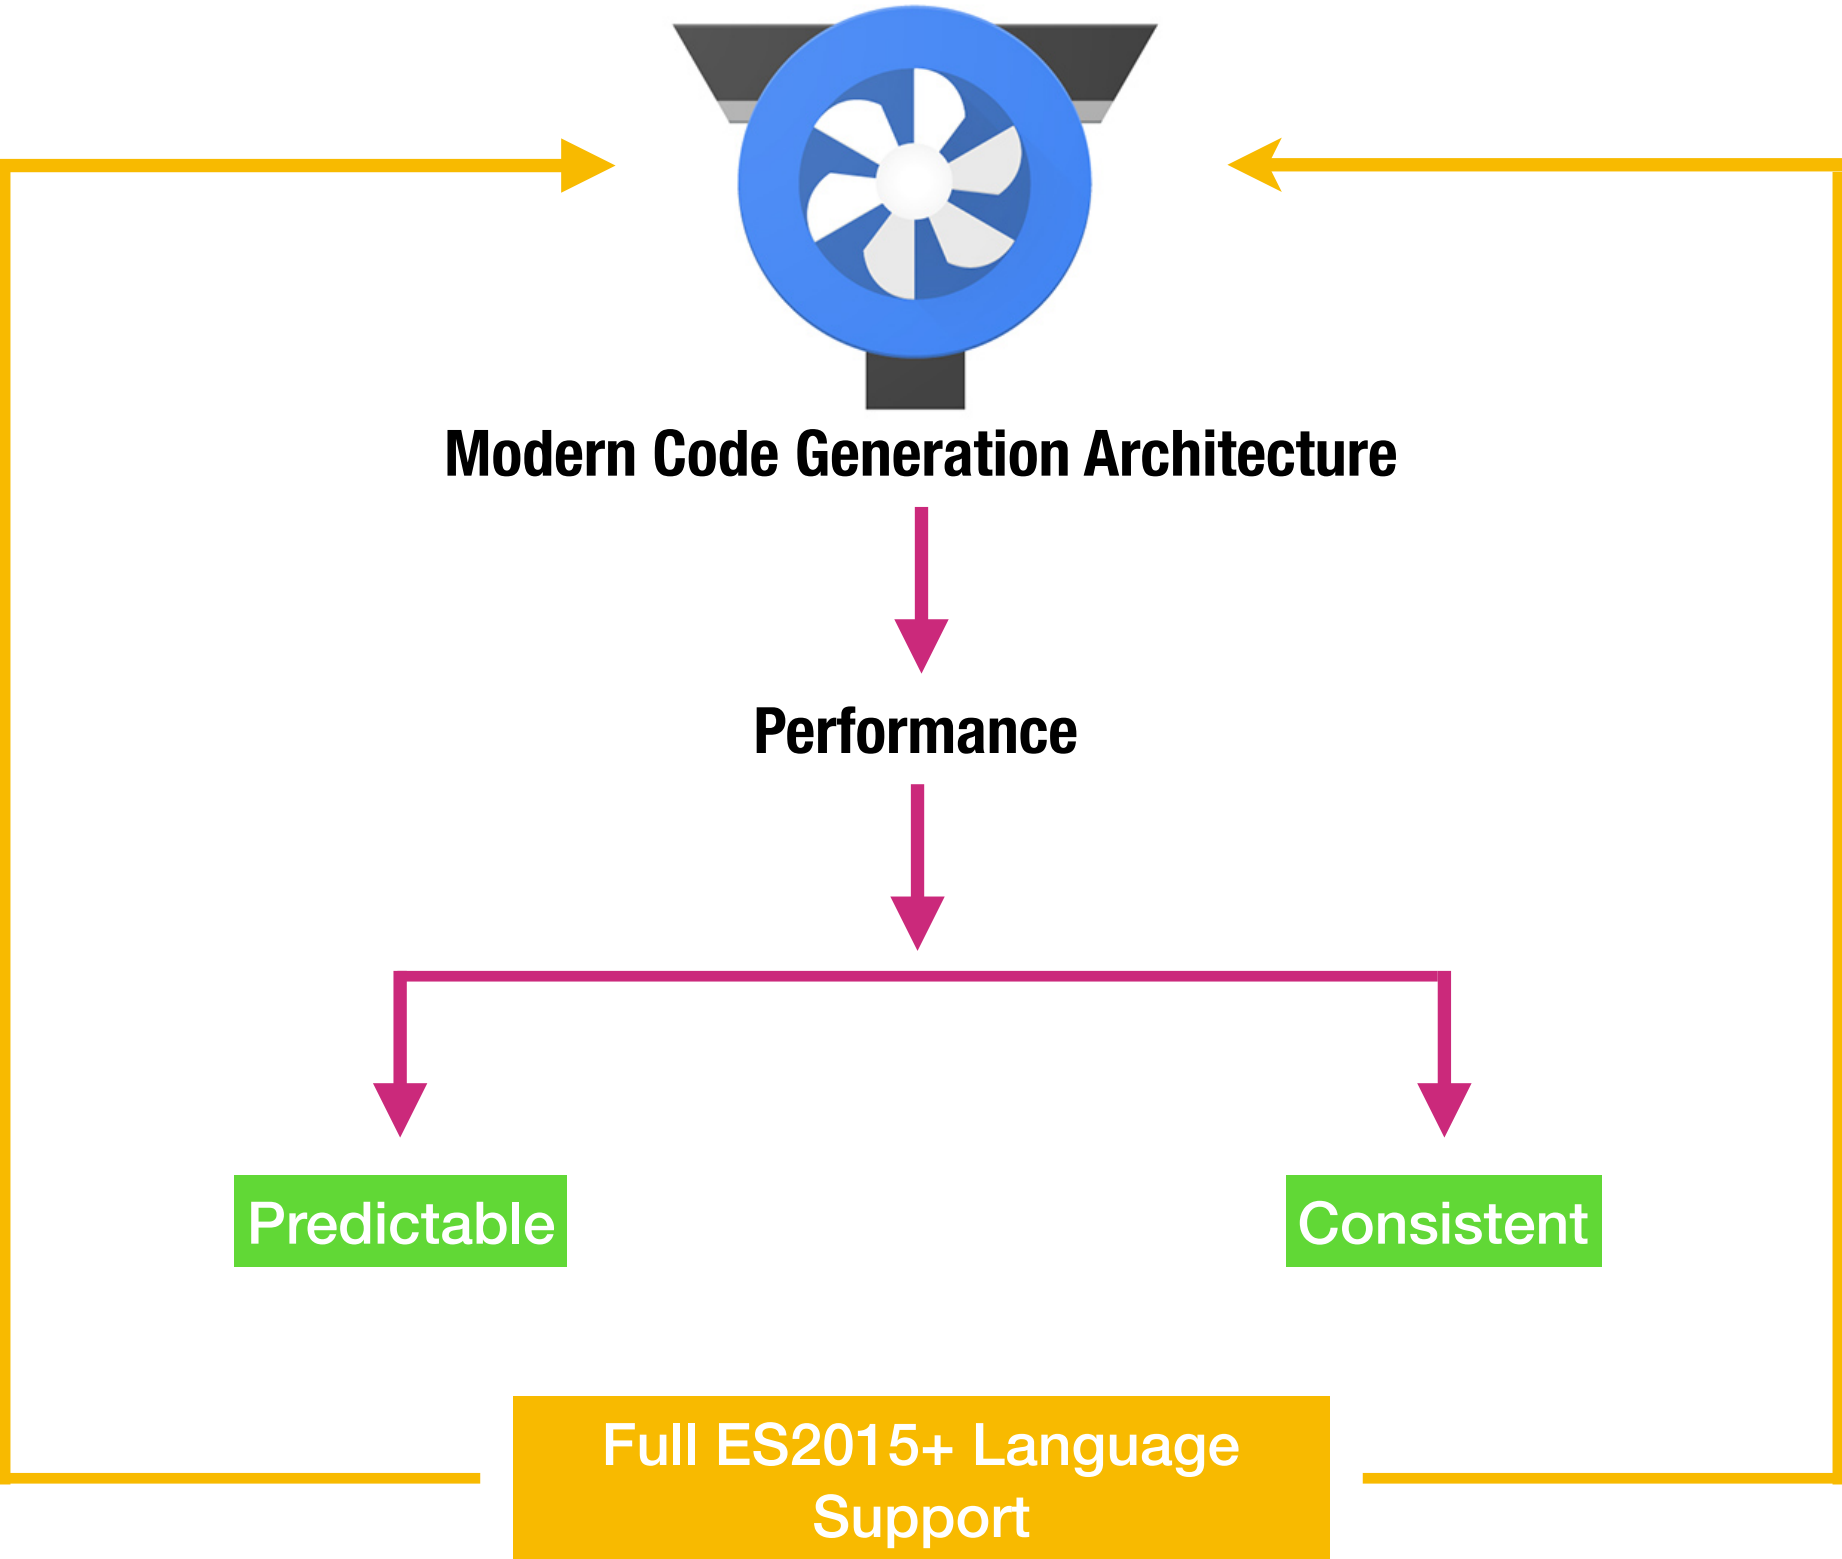 Modern Code Generation Architecture
Performance
Predictable
Consistent
Full ES2015+ Language
Support